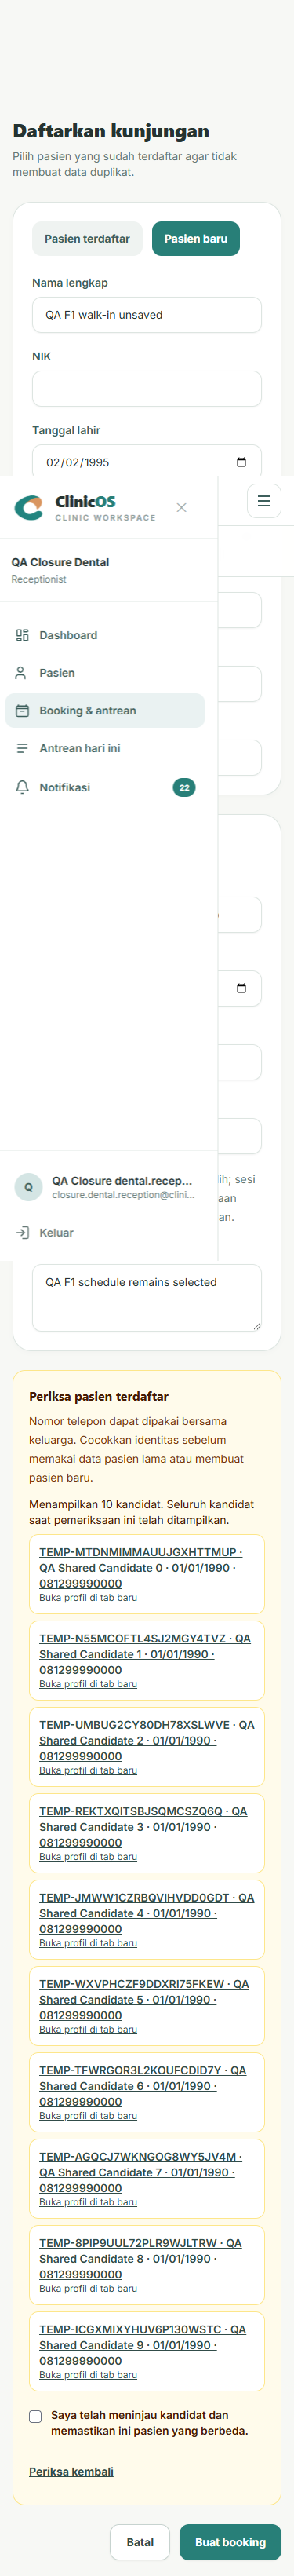 Daftarkan kunjungan
Pilih pasien yang sudah terdaftar agar tidak
membuat data duplikat.
Pasien terdaftar
Pasien baru
Nama lengkap
QA F1 walk-in unsaved
NIK
Tanggal lahir
02/02/1995
ClinicOS
CLINIC WORKSPACE
QA Closure Dental
Receptionist
Dashboard
Pasien
Booking & antrean
Antrean hari ini
Notifikasi
22
Q
QA Closure dental.recep...
closure.dental.reception@clini...
Keluar
ih; sesi
aan
an.
QA F1 schedule remains selected
Periksa pasien terdaftar
Nomor telepon dapat dipakai bersama
keluarga. Cocokkan identitas sebelum
memakai data pasien lama atau membuat
pasien baru.
Menampilkan 10 kandidat. Seluruh kandidat
saat pemeriksaan ini telah ditampilkan.
TEMP-MTDNMIMMAUUJGXHTTMUP ·
QA Shared Candidate 0 · 01/01/1990 ·
081299990000
Buka profil di tab baru
TEMP-N55MCOFTL4SJ2MGY4TVZ · QA
Shared Candidate 1 · 01/01/1990 ·
081299990000
Buka profil di tab baru
TEMP-UMBUG2CY80DH78XSLWVE · QA
Shared Candidate 2 · 01/01/1990 ·
081299990000
Buka profil di tab baru
TEMP-REKTXQITSBJSQMCSZQ6Q · QA
Shared Candidate 3 · 01/01/1990 ·
081299990000
Buka profil di tab baru
TEMP-JMWW1CZRBQVIHVDD0GDT · QA
Shared Candidate 4 · 01/01/1990 ·
081299990000
Buka profil di tab baru
TEMP-WXVPHCZF9DDXRI75FKEW · QA
Shared Candidate 5 · 01/01/1990 ·
081299990000
Buka profil di tab baru
TEMP-TFWRGOR3L2KOUFCDID7Y · QA
Shared Candidate 6 · 01/01/1990 ·
081299990000
Buka profil di tab baru
TEMP-AGQCJ7WKNGOG8WY5JV4M ·
QA Shared Candidate 7 · 01/01/1990 ·
081299990000
Buka profil di tab baru
TEMP-8PIP9UUL72PLR9WJLTRW · QA
Shared Candidate 8 · 01/01/1990 ·
081299990000
Buka profil di tab baru
TEMP-ICGXMIXYHUV6P130WSTC · QA
Shared Candidate 9 · 01/01/1990 ·
081299990000
Buka profil di tab baru
Saya telah meninjau kandidat dan
memastikan ini pasien yang berbeda.
Periksa kembali
Batal
Buat booking